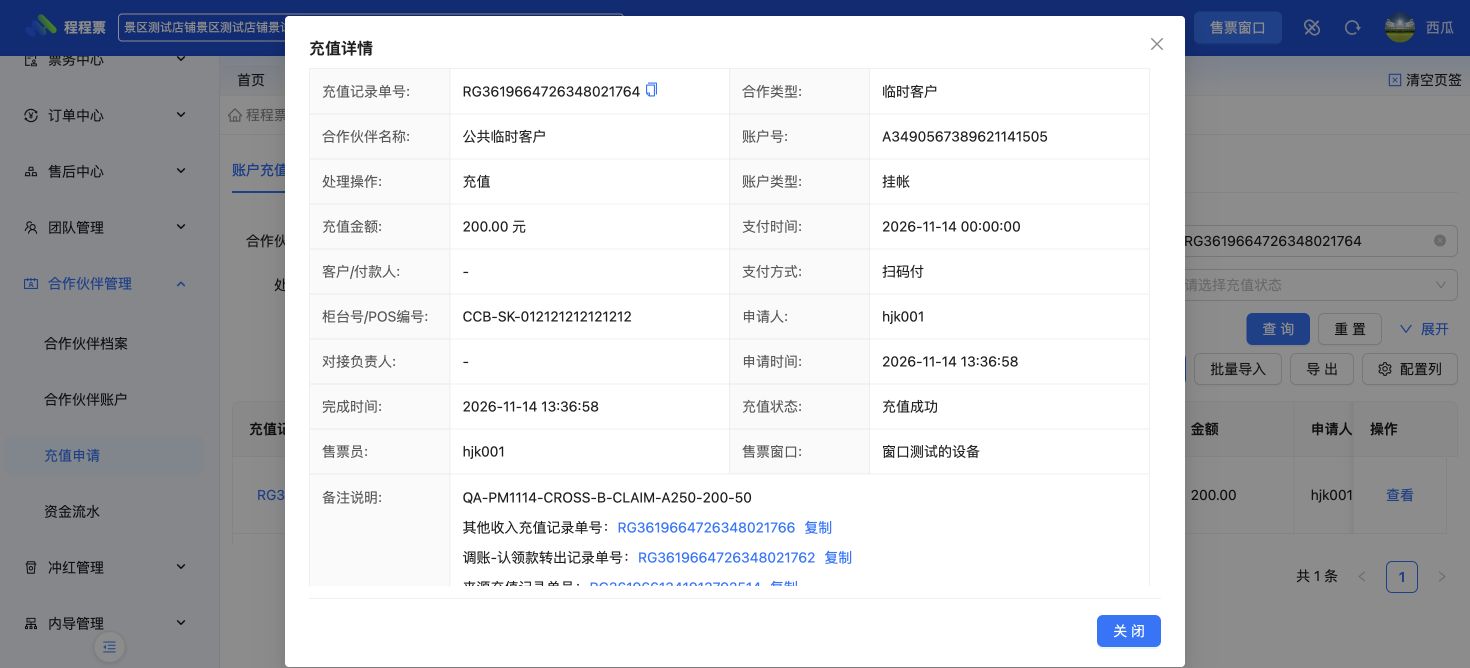 程程票
景区测试店铺景区测试店铺景
售票窗口
西瓜
票务中心
订单中心
售后中心
团队管理
合作伙伴管理
合作伙伴档案
合作伙伴账户
充值申请
资金流水
冲红管理
内导管理
首页
清空页签
程程票
账户充值
合作伙
处
RG3619664726348021764
请选择充值状态
查 询
重 置
展开
批量导入
导 出
配置列
充值记
金额
申请人
操作
RG3
200.00
hjk001
查看
共 1 条
1
充值详情
充值记录单号:
RG3619664726348021764
合作类型:
临时客户
合作伙伴名称:
公共临时客户
账户号:
A3490567389621141505
处理操作:
充值
账户类型:
挂帐
充值金额:
200.00 元
支付时间:
2026-11-14 00:00:00
客户/付款人:
-
支付方式:
扫码付
柜台号/POS编号:
CCB-SK-012121212121212
申请人:
hjk001
对接负责人:
-
申请时间:
2026-11-14 13:36:58
完成时间:
2026-11-14 13:36:58
充值状态:
充值成功
售票员:
hjk001
售票窗口:
窗口测试的设备
备注说明:
QA-PM1114-CROSS-B-CLAIM-A250-200-50
其他收入充值记录单号： RG3619664726348021766 复制
调账-认领款转出记录单号： RG3619664726348021762 复制
来源充值记录单号： 复制
关 闭